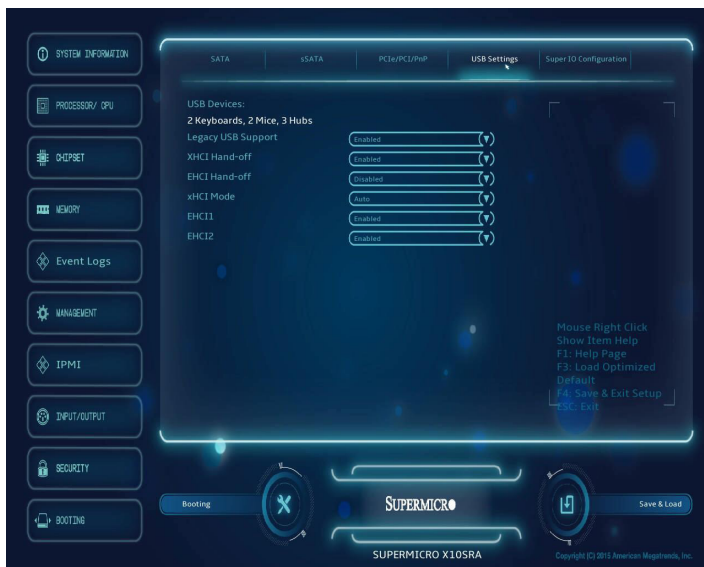 SYSTEM INFORMATION
PROCESSOR/ CPU
CHIPSET
MEMORY
Event Logs
MANAGEMENT
IPMI
INPUT/OUTPUT
SECURITY
BOOTING
SATA sSATA PCIe/PCI/PnP USB Settings Super IO Configuration
USB Devices:
2 Keyboards, 2 Mice, 3 Hubs
Legacy USB Support Enabled
XHCI Hand-off Enabled
EHCI Hand-off Disabled
xHCI Mode Auto
EHCI1 Enabled
EHCI2 Enabled
Mouse Right Click
Show Item Help
F1: Help Page
F3: Load Optimized
Default
F4: Save & Exit Setup
ESC: Exit
Booting SUPERMICRO Save & Load
SUPERMICRO X10SRA
Copyright (C) 2015 American Megatrends, Inc.